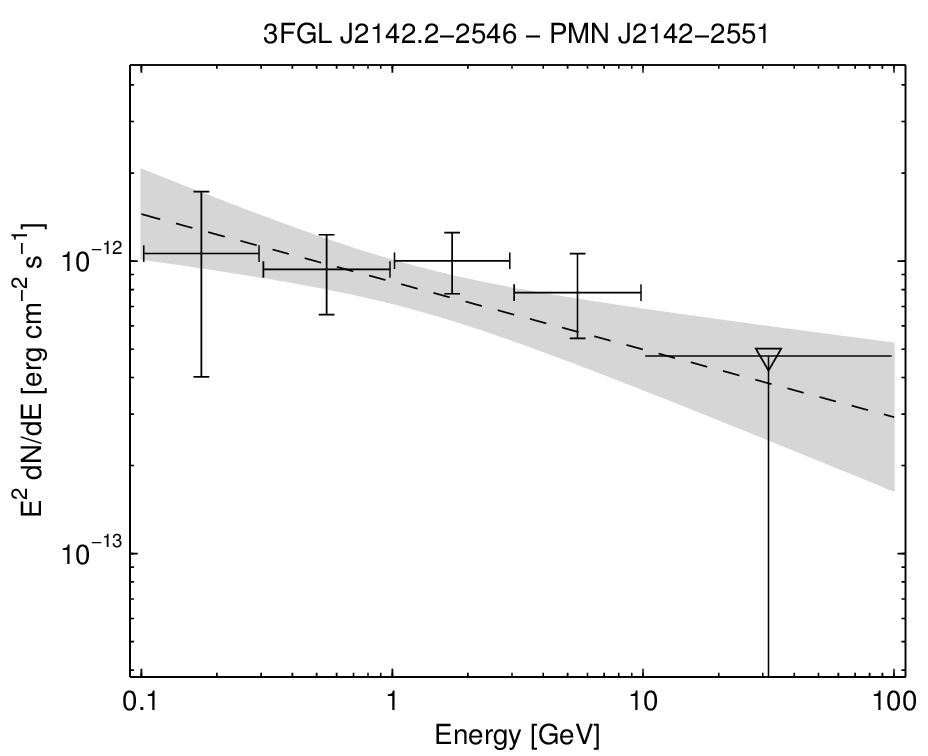 3FGL J2142.2−2546 − PMN J2142−2551
E² dN/dE [erg cm⁻² s⁻¹]
10⁻¹²
10⁻¹³
0.1 1 10 100
Energy [GeV]